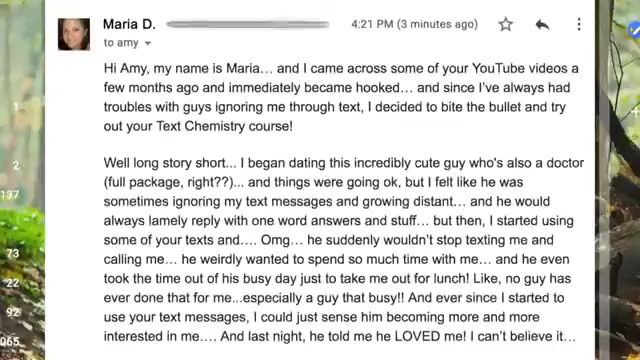 Maria D.
4:21 PM (3 minutes ago)
to amy
Hi Amy, my name is Maria… and I came across some of your YouTube videos a
few months ago and immediately became hooked… and since I've always had
troubles with guys ignoring me through text, I decided to bite the bullet and try
out your Text Chemistry course!
Well long story short... I began dating this incredibly cute guy who's also a doctor
(full package, right??)... and things were going ok, but I felt like he was
sometimes ignoring my text messages and growing distant… and he would
always lamely reply with one word answers and stuff… but then, I started using
some of your texts and…. Omg… he suddenly wouldn't stop texting me and
calling me… he weirdly wanted to spend so much time with me… and he even
took the time out of his busy day just to take me out for lunch! Like, no guy has
ever done that for me...especially a guy that busy!! And ever since I started to
use your text messages, I could just sense him becoming more and more
interested in me…. And last night, he told me he LOVED me! I can't believe it…
1
2
137
73
22
92
065